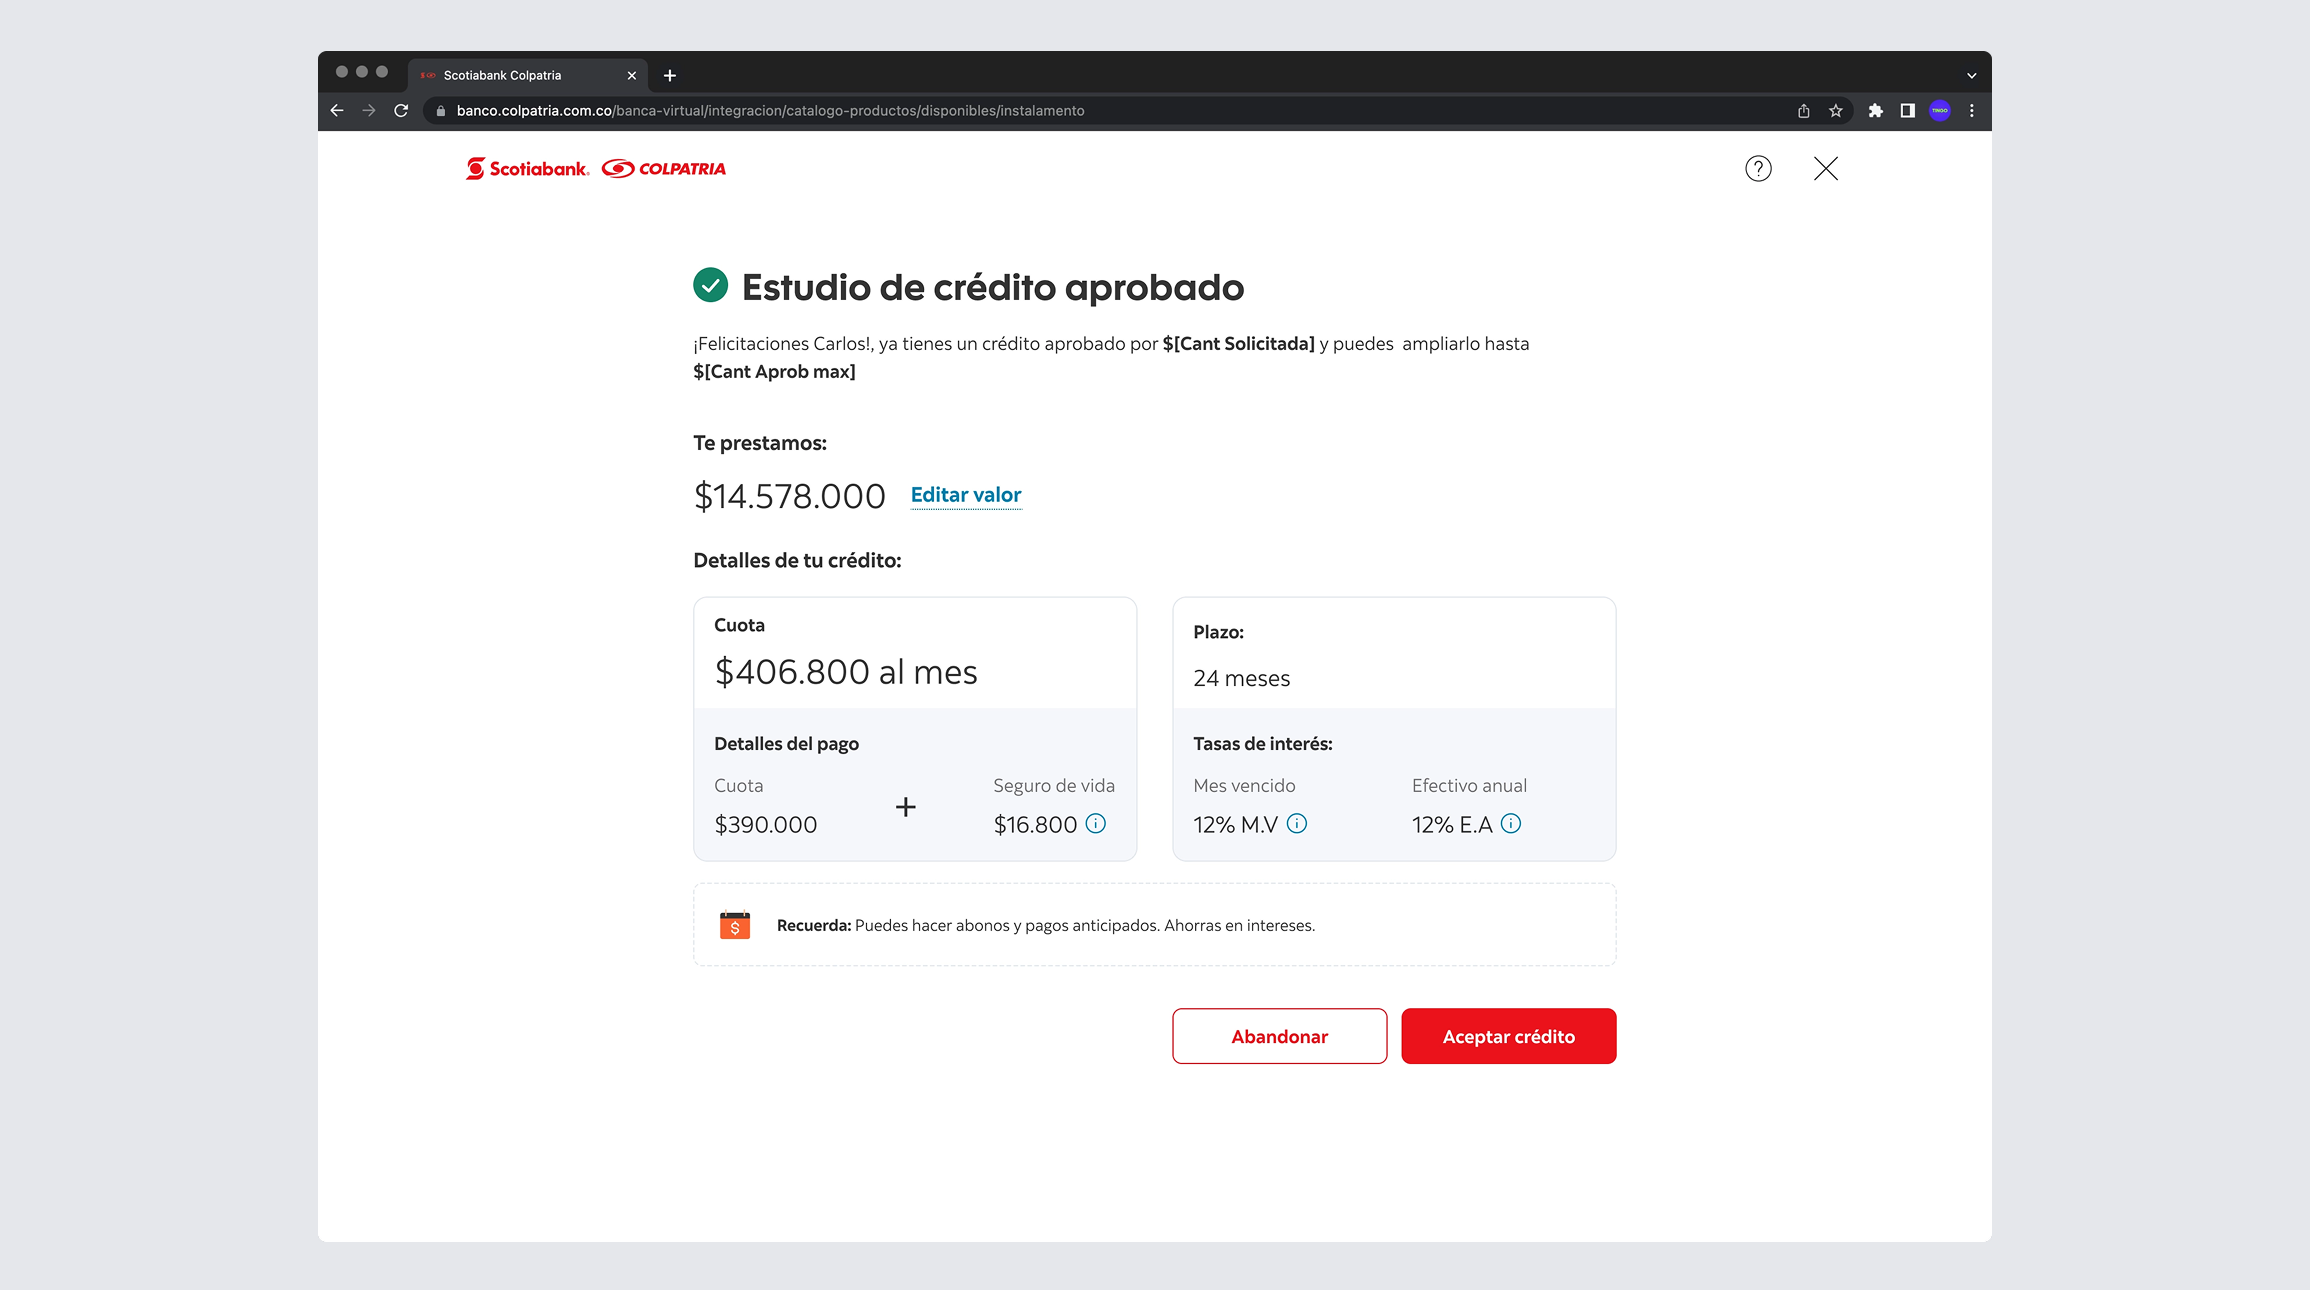 Scotiabank Colpatria
banco.colpatria.com.co/banca-virtual/integracion/catalogo-productos/disponibles/instalamento
TINGO
Scotiabank. COLPATRIA
Estudio de crédito aprobado
¡Felicitaciones Carlos!, ya tienes un crédito aprobado por $[Cant Solicitada] y puedes ampliarlo hasta
$[Cant Aprob max]
Te prestamos:
$14.578.000 Editar valor
Detalles de tu crédito:
Cuota
$406.800 al mes
Detalles del pago
Cuota
$390.000
+
Seguro de vida
$16.800
Plazo:
24 meses
Tasas de interés:
Mes vencido
12% M.V
Efectivo anual
12% E.A
Recuerda: Puedes hacer abonos y pagos anticipados. Ahorras en intereses.
Abandonar
Aceptar crédito